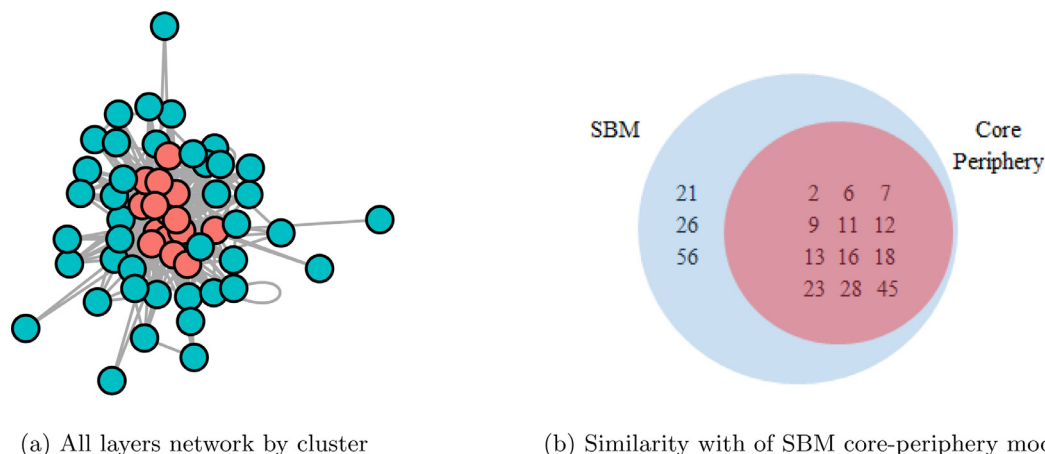 SBM
Core
Periphery
21
26
56
2 6 7
9 11 12
13 16 18
23 28 45
(a) All layers network by cluster
(b) Similarity with of SBM core-periphery